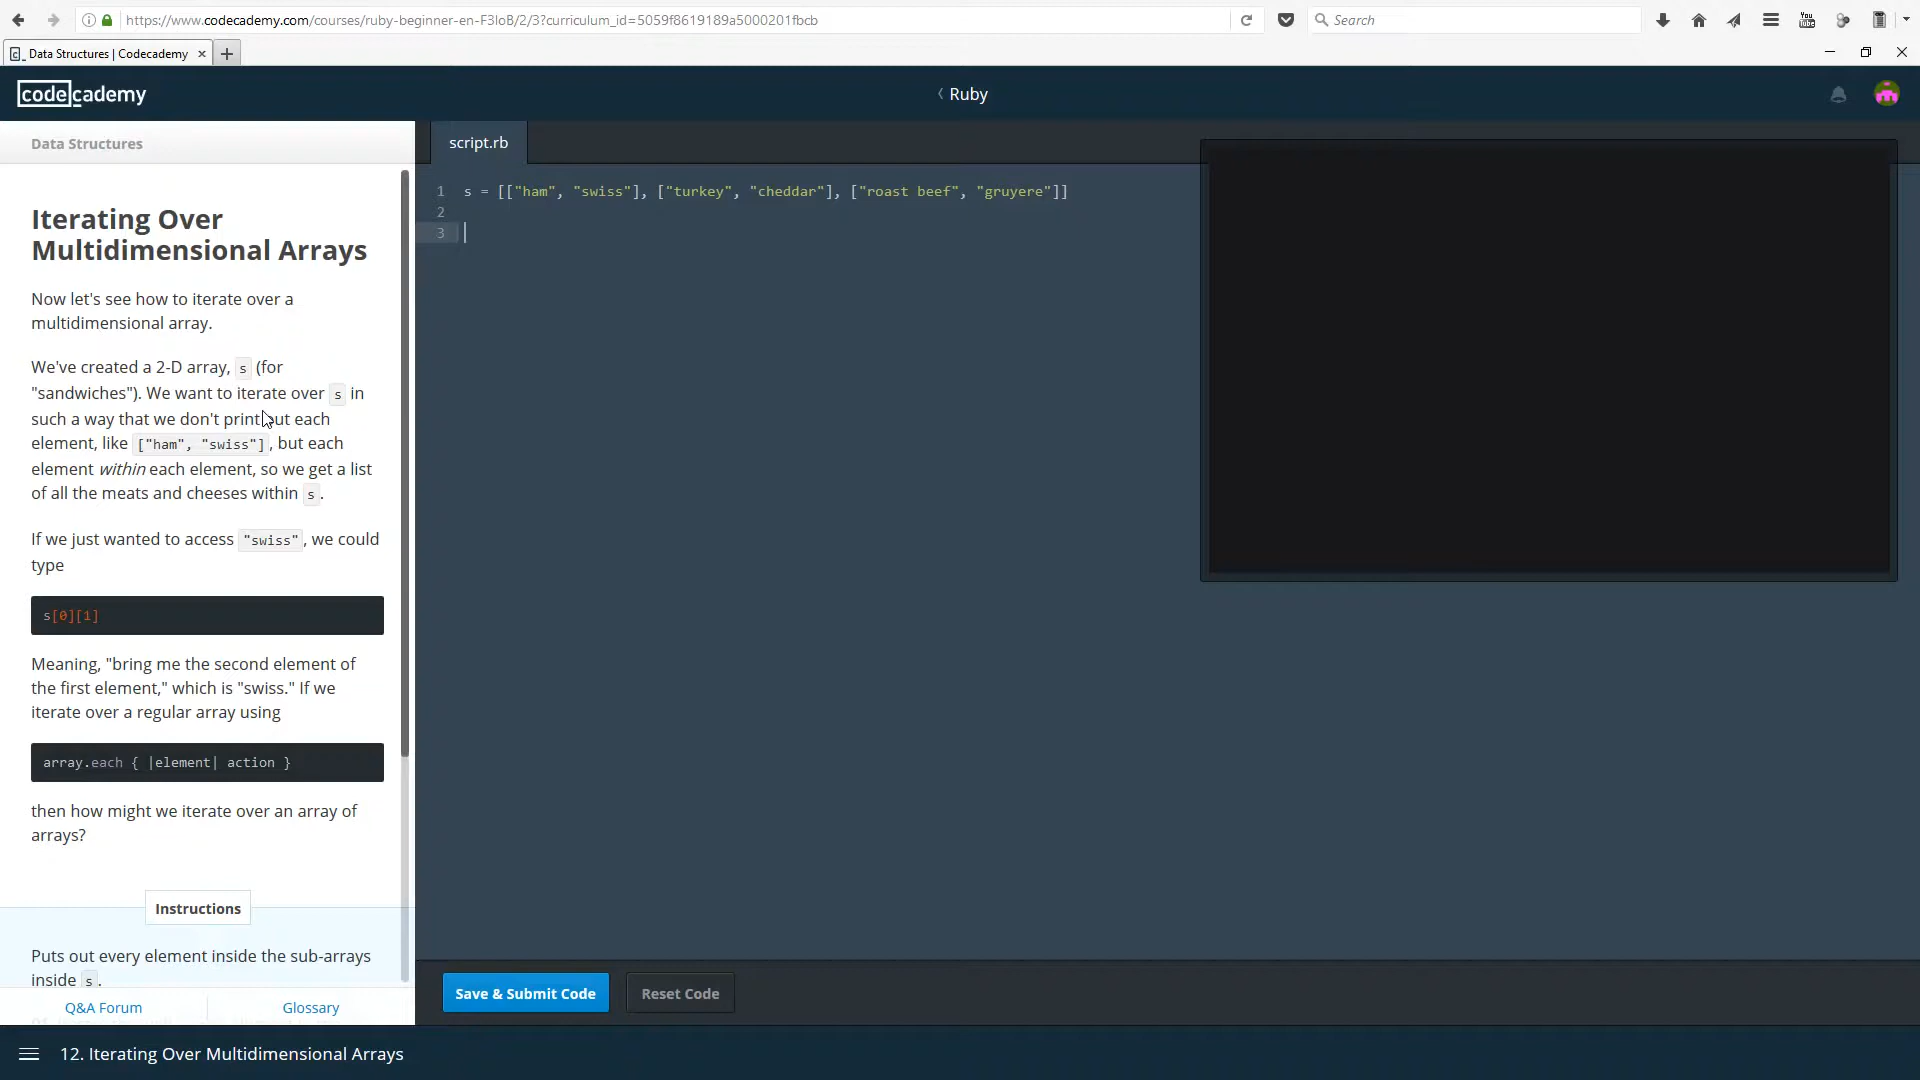 https://www.codecademy.com/courses/ruby-beginner-en-F3loB/2/3?curriculum_id=5059f8619189a5000201fbcb
Search
You
Data Structures | Codecademy
codecademy
Ruby
Data Structures
script.rb
Iterating Over
Multidimensional Arrays
Now let's see how to iterate over a
multidimensional array.
We've created a 2-D array, s (for
"sandwiches"). We want to iterate over s in
such a way that we don't print out each
element, like ["ham", "swiss"], but each
element within each element, so we get a list
of all the meats and cheeses within s.
If we just wanted to access "swiss", we could
type
s[0][1]
Meaning, "bring me the second element of
the first element," which is "swiss." If we
iterate over a regular array using
array.each { |element| action }
then how might we iterate over an array of
arrays?
Instructions
Puts out every element inside the sub-arrays
inside s.
Q&A Forum
Glossary
1 s = [["ham", "swiss"], ["turkey", "cheddar"], ["roast beef", "gruyere"]]
2
3
Save & Submit Code
Reset Code
12. Iterating Over Multidimensional Arrays